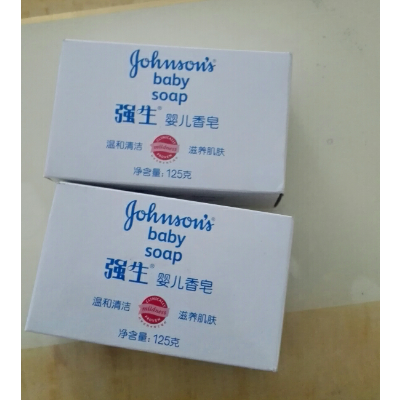 Johnson's®
baby
soap
强生® 婴儿香皂
温和清洁 滋养肌肤
净含量: 125克
Johnson's®
baby
soap
强生® 婴儿香皂
温和清洁 滋养肌肤
净含量: 125克